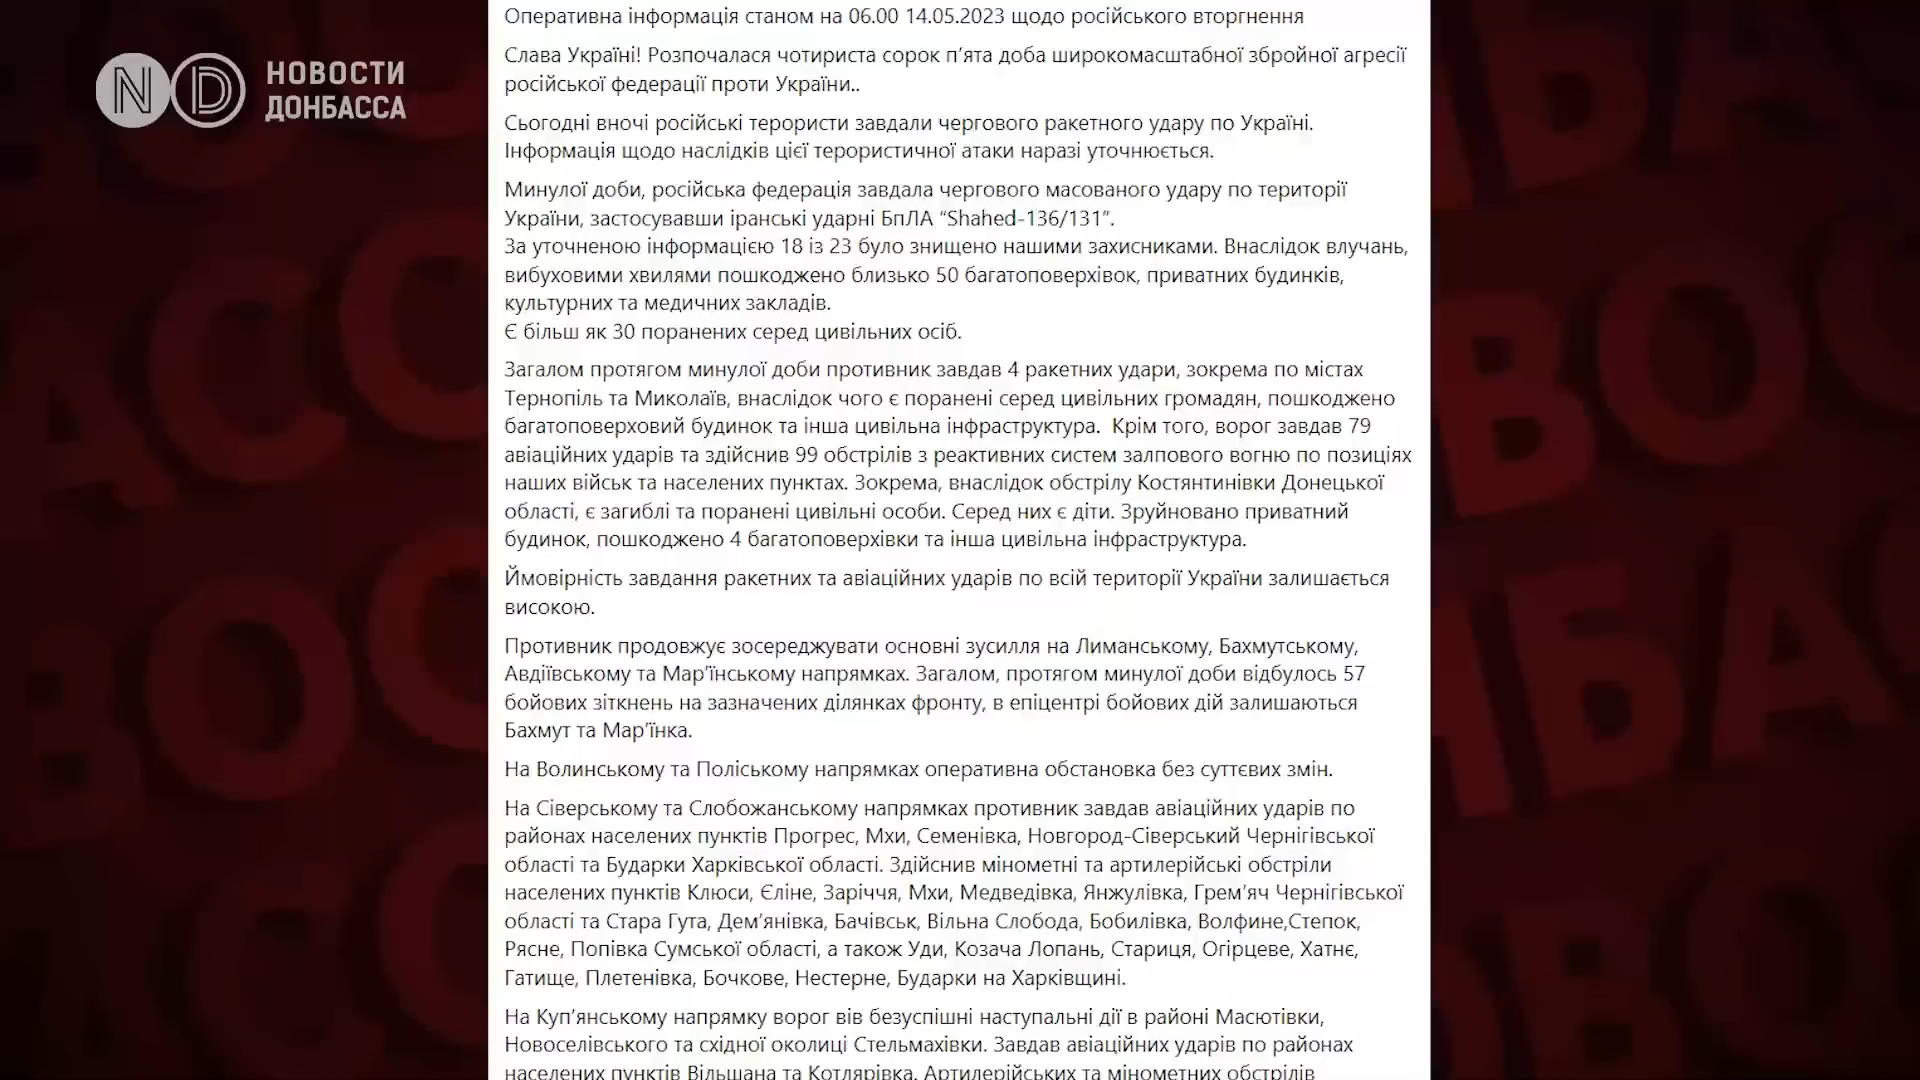 НОВОСТИ
ДОНБАССА
Оперативна інформація станом на 06.00 14.05.2023 щодо російського вторгнення
Слава Україні! Розпочалася чотириста сорок п’ята доба широкомасштабної збройної агресії
російської федерації проти України..
Сьогодні вночі російські терористи завдали чергового ракетного удару по Україні.
Інформація щодо наслідків цієї терористичної атаки наразі уточнюється.
Минулої доби, російська федерація завдала чергового масованого удару по території
України, застосувавши іранські ударні БпЛА “Shahed-136/131”.
За уточненою інформацією 18 із 23 було знищено нашими захисниками. Внаслідок влучань,
вибуховими хвилями пошкоджено близько 50 багатоповерхівок, приватних будинків,
культурних та медичних закладів.
Є більш як 30 поранених серед цивільних осіб.
Загалом протягом минулої доби противник завдав 4 ракетних удари, зокрема по містах
Тернопіль та Миколаїв, внаслідок чого є поранені серед цивільних громадян, пошкоджено
багатоповерховий будинок та інша цивільна інфраструктура. Крім того, ворог завдав 79
авіаційних ударів та здійснив 99 обстрілів з реактивних систем залпового вогню по позиціях
наших військ та населених пунктах. Зокрема, внаслідок обстрілу Костянтинівки Донецької
області, є загиблі та поранені цивільні особи. Серед них є діти. Зруйновано приватний
будинок, пошкоджено 4 багатоповерхівки та інша цивільна інфраструктура.
Ймовірність завдання ракетних та авіаційних ударів по всій території України залишається
високою.
Противник продовжує зосереджувати основні зусилля на Лиманському, Бахмутському,
Авдіївському та Мар’їнському напрямках. Загалом, протягом минулої доби відбулось 57
бойових зіткнень на зазначених ділянках фронту, в епіцентрі бойових дій залишаються
Бахмут та Мар’їнка.
На Волинському та Поліському напрямках оперативна обстановка без суттєвих змін.
На Сіверському та Слобожанському напрямках противник завдав авіаційних ударів по
районах населених пунктів Прогрес, Мхи, Семенівка, Новгород-Сіверський Чернігівської
області та Бударки Харківської області. Здійснив мінометні та артилерійські обстріли
населених пунктів Клюси, Єліне, Заріччя, Мхи, Медведівка, Янжулівка, Грем’яч Чернігівської
області та Стара Гута, Дем’янівка, Бачівськ, Вільна Слобода, Бобилівка, Волфине,Степок,
Рясне, Попівка Сумської області, а також Уди, Козача Лопань, Стариця, Огірцеве, Хатнє,
Гатище, Плетенівка, Бочкове, Нестерне, Бударки на Харківщині.
На Куп’янському напрямку ворог вів безуспішні наступальні дії в районі Масютівки,
Новоселівського та східної околиці Стельмахівки. Завдав авіаційних ударів по районах
населених пунктів Вільшана та Котлярівка. Артилерійських та мінометних обстрілів